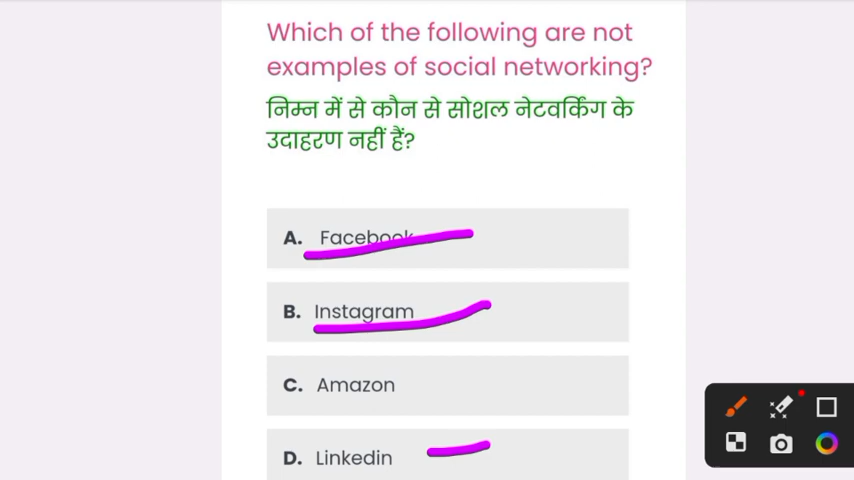 Which of the following are not
examples of social networking?
निम्न में से कौन से सोशल नेटवर्किंग के
उदाहरण नहीं हैं?
A. Facebook
B. Instagram
C. Amazon
D. Linkedin